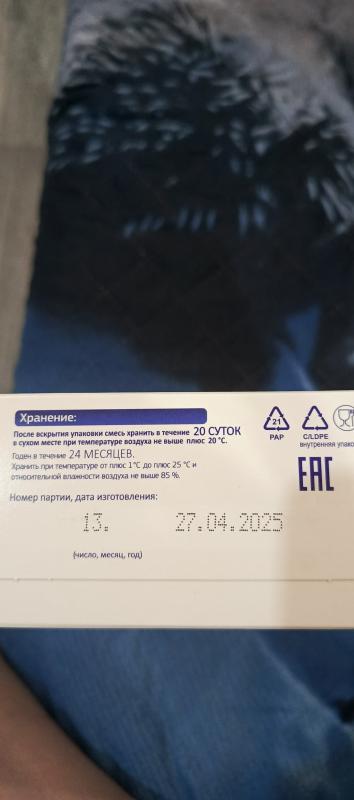 Хранение:
После вскрытия упаковки смесь хранить в течение 20 СУТОК
в сухом месте при температуре воздуха не выше плюс 20 °С.
Годен в течение 24 МЕСЯЦЕВ.
Хранить при температуре от плюс 1 °С до плюс 25 °С и
относительной влажности воздуха не выше 85 %.
21
PAP
C/LDPE
внутренняя упако
EAC
Номер партии, дата изготовления:
13. 27.04.2025
(число, месяц, год)